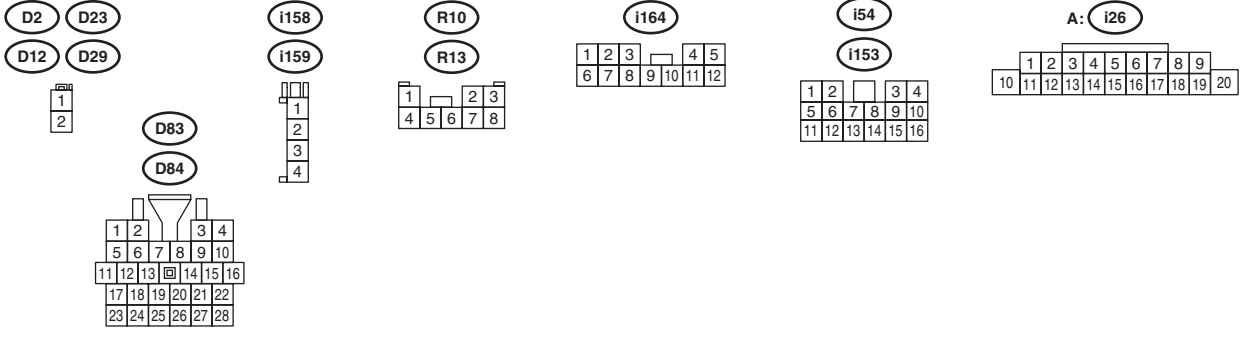 D2 D23
D12 D29
1
2
D83
D84
1 2 3 4
5 6 7 8 9 10
11 12 13 14 15 16
17 18 19 20 21 22
23 24 25 26 27 28
i158
i159
1
2
3
4
R10
R13
1 2 3
4 5 6 7 8
i164
1 2 3 4 5
6 7 8 9 10 11 12
i54
i153
1 2 3 4
5 6 7 8 9 10
11 12 13 14 15 16
A: i26
1 2 3 4 5 6 7 8 9
10 11 12 13 14 15 16 17 18 19 20